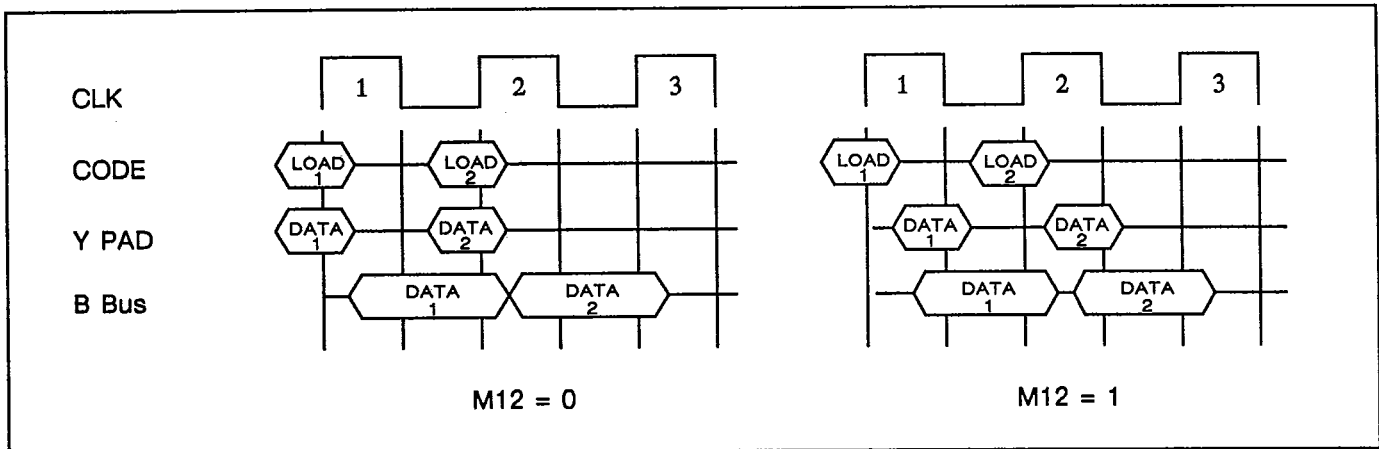 CLK 1 2 3 1 2 3
CODE LOAD 1 LOAD 2 LOAD 1 LOAD 2
Y PAD DATA 1 DATA 2 DATA 1 DATA 2
B Bus DATA 1 DATA 2 DATA 1 DATA 2
M12 = 0 M12 = 1